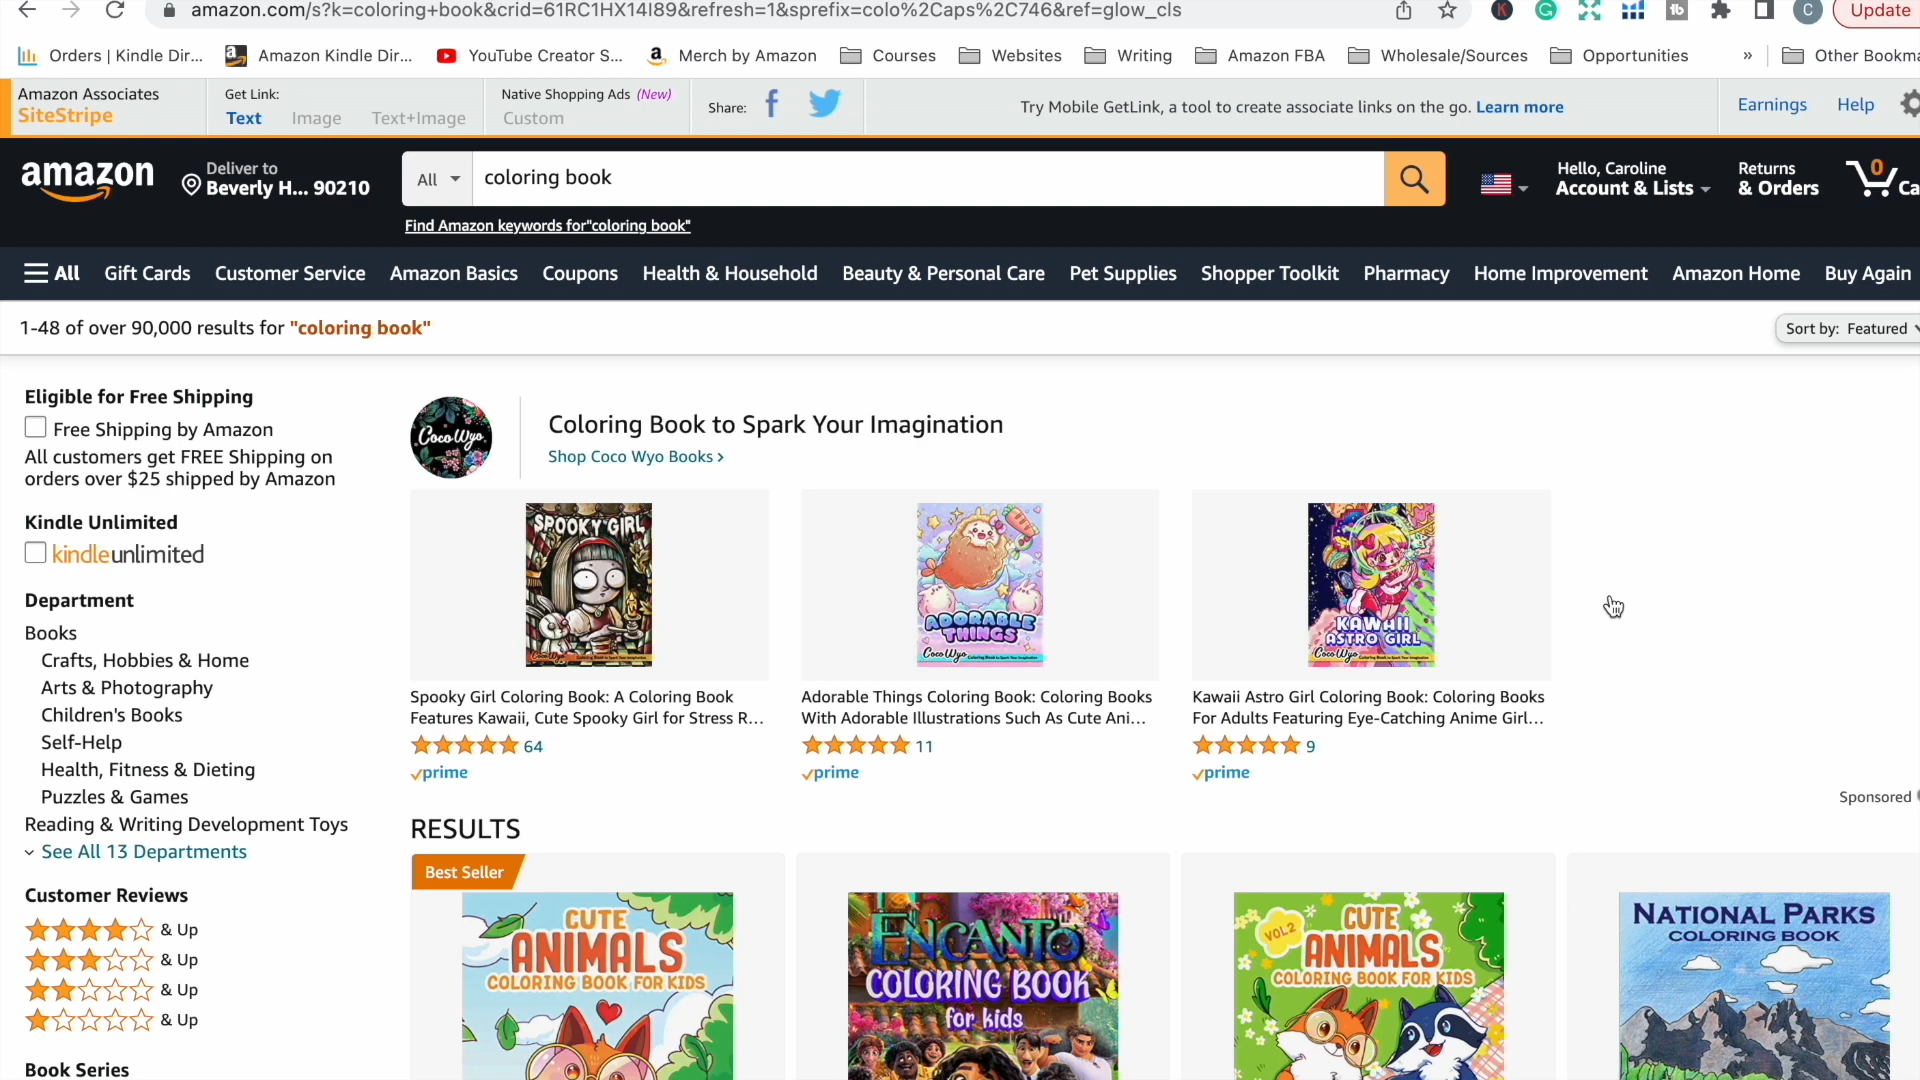 amazon.com/s?k=coloring+book&crid=61RC1HX14I89&refresh=1&sprefix=colo%2Caps%2C746&ref=glow_cls
Update
Orders | Kindle Dir... Amazon Kindle Dir... YouTube Creator S... Merch by Amazon Courses Websites Writing Amazon FBA Wholesale/Sources Opportunities » Other Bookma
Amazon Associates
SiteStripe
Get Link:
Text Image Text+Image
Native Shopping Ads (New)
Custom
Share:
Try Mobile GetLink, a tool to create associate links on the go. Learn more
Earnings Help
amazon
Deliver to
Beverly H... 90210
All
coloring book
Find Amazon keywords for"coloring book"
Hello, Caroline
Account & Lists
Returns
& Orders
0
Ca
All Gift Cards Customer Service Amazon Basics Coupons Health & Household Beauty & Personal Care Pet Supplies Shopper Toolkit Pharmacy Home Improvement Amazon Home Buy Again
1-48 of over 90,000 results for "coloring book"
Sort by: Featured
Eligible for Free Shipping
Free Shipping by Amazon
All customers get FREE Shipping on
orders over $25 shipped by Amazon
Kindle Unlimited
kindleunlimited
Department
Books
Crafts, Hobbies & Home
Arts & Photography
Children's Books
Self-Help
Health, Fitness & Dieting
Puzzles & Games
Reading & Writing Development Toys
See All 13 Departments
Customer Reviews
& Up
& Up
& Up
& Up
Book Series
Coco Wyo
Coloring Book to Spark Your Imagination
Shop Coco Wyo Books ›
SPOOKY GIRL
ADORABLE
THINGS
Coco Wyo Coloring Book to Spark Your Imagination
KAWAII
ASTRO GIRL
Coco Wyo Coloring Book to Spark Your Imagination
Spooky Girl Coloring Book: A Coloring Book
Features Kawaii, Cute Spooky Girl for Stress R...
64
prime
Adorable Things Coloring Book: Coloring Books
With Adorable Illustrations Such As Cute Ani...
11
prime
Kawaii Astro Girl Coloring Book: Coloring Books
For Adults Featuring Eye-Catching Anime Girl...
9
prime
Sponsored
RESULTS
Best Seller
CUTE
ANIMALS
COLORING BOOK FOR KIDS
ENCANTO
COLORING BOOK
for kids
VOL2
CUTE
ANIMALS
COLORING BOOK FOR KIDS
NATIONAL PARKS
COLORING BOOK